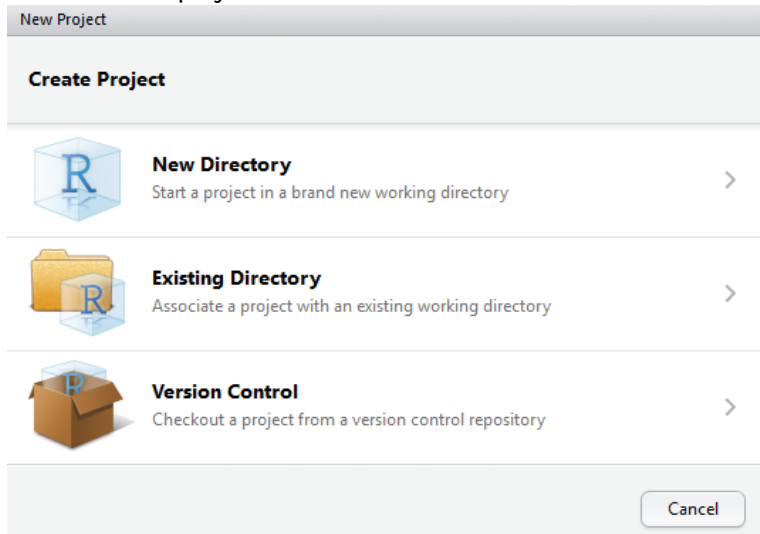 New Project
Create Project
New Directory
Start a project in a brand new working directory
Existing Directory
Associate a project with an existing working directory
Version Control
Checkout a project from a version control repository
Cancel